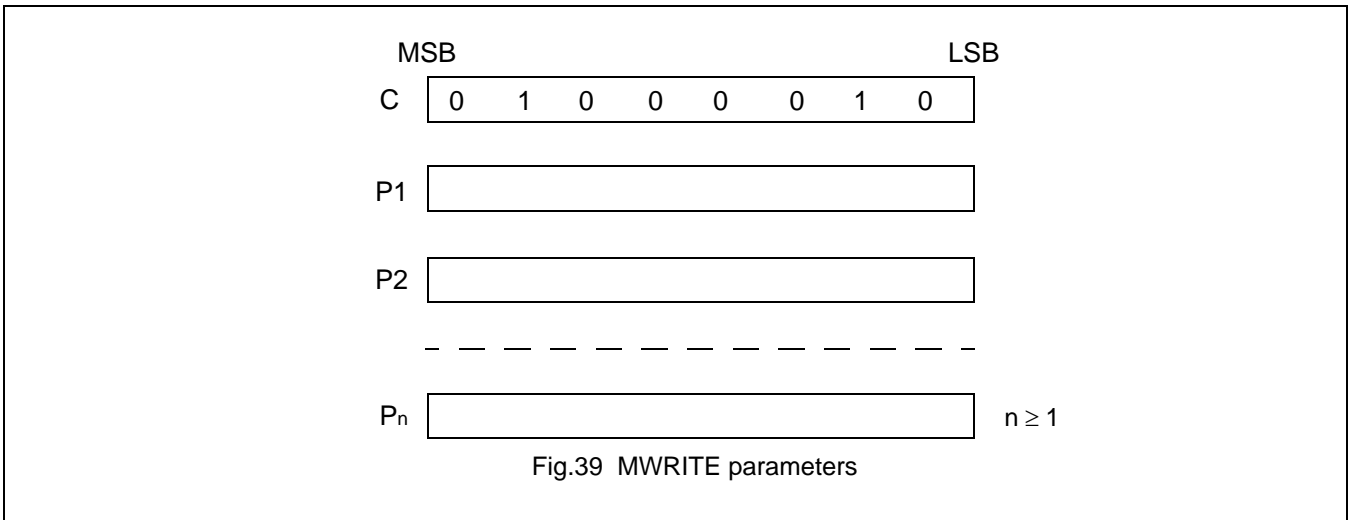 MSB LSB
C 0 1 0 0 0 0 1 0
P1
P2
Pn n ≥ 1
Fig.39 MWRITE parameters